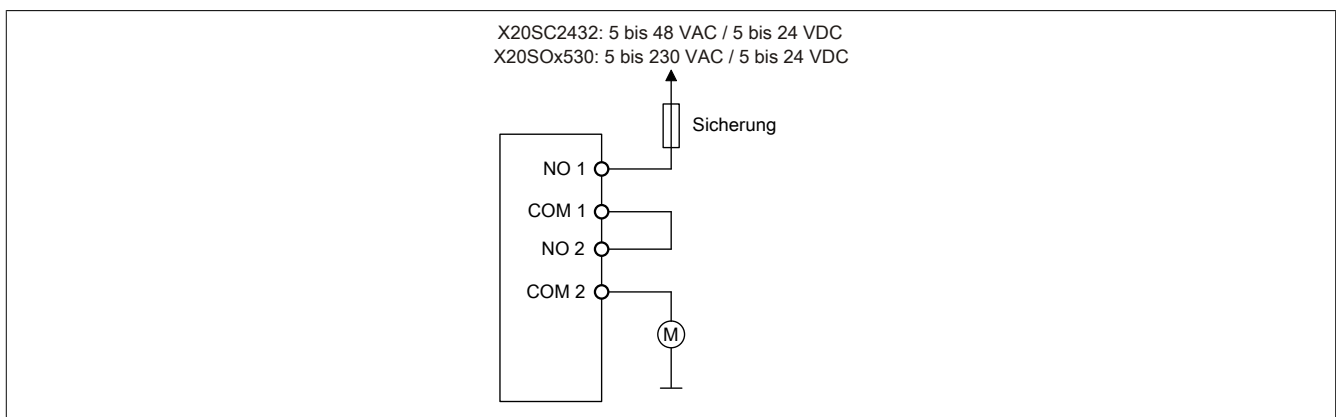 X20SC2432: 5 bis 48 VAC / 5 bis 24 VDC
X20SOx530: 5 bis 230 VAC / 5 bis 24 VDC
Sicherung
NO 1
COM 1
NO 2
COM 2
M